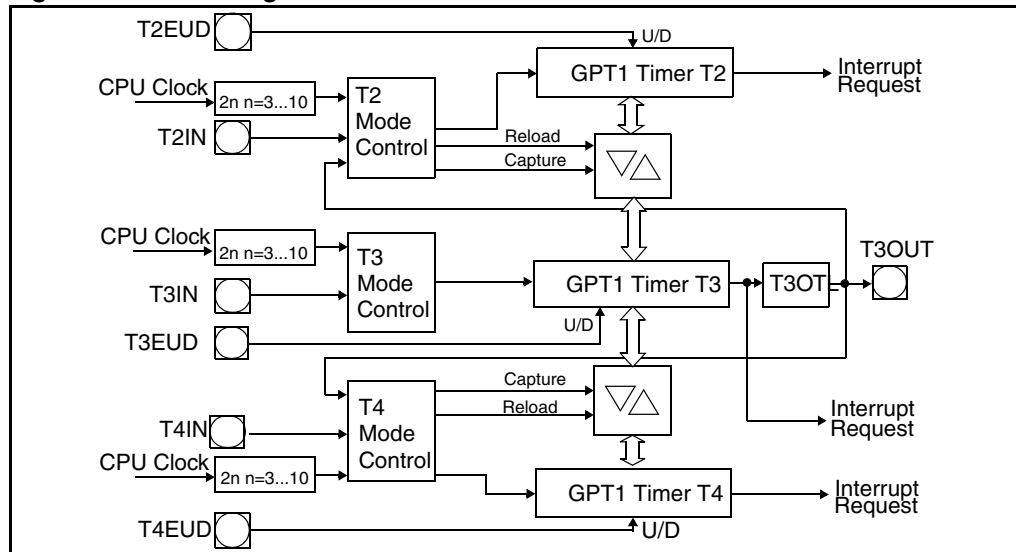 T2EUD
U/D
GPT1 Timer T2
Interrupt
Request
CPU Clock
2n n=3...10
T2
Mode
Control
T2IN
Reload
Capture
CPU Clock
2n n=3...10
T3
Mode
Control
T3IN
GPT1 Timer T3
T3OT
T3OUT
T3EUD
U/D
Capture
Reload
T4
Mode
Control
T4IN
Interrupt
Request
CPU Clock
2n n=3...10
GPT1 Timer T4
Interrupt
Request
T4EUD
U/D